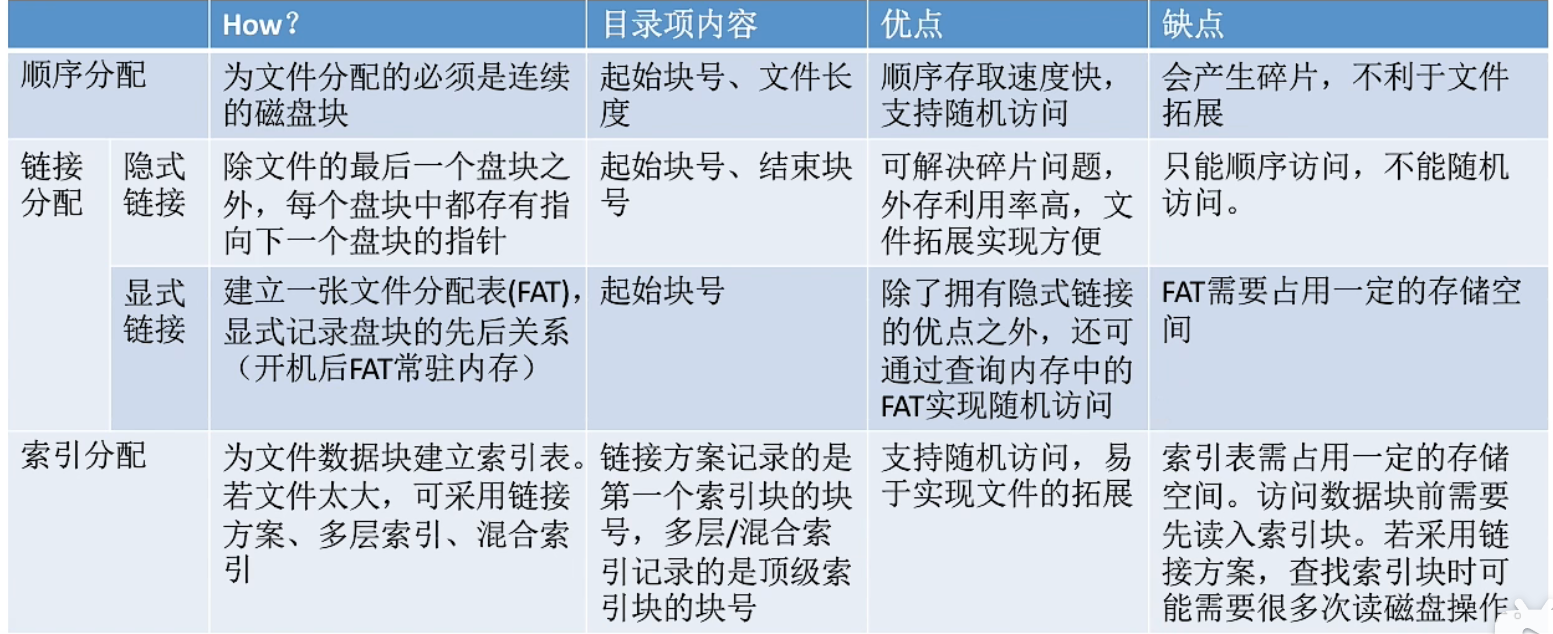 How? 目录项内容 优点 缺点
顺序分配
为文件分配的必须是连续
的磁盘块
起始块号、文件长
度
顺序存取速度快，
支持随机访问
会产生碎片，不利于文件
拓展
链接
分配
隐式
链接
除文件的最后一个盘块之
外，每个盘块中都存有指
向下一个盘块的指针
起始块号、结束块
号
可解决碎片问题，
外存利用率高，文
件拓展实现方便
只能顺序访问，不能随机
访问。
显式
链接
建立一张文件分配表(FAT)，
显式记录盘块的先后关系
（开机后FAT常驻内存）
起始块号
除了拥有隐式链接
的优点之外，还可
通过查询内存中的
FAT实现随机访问
FAT需要占用一定的存储空
间
索引分配
为文件数据块建立索引表。
若文件太大，可采用链接
方案、多层索引、混合索
引
链接方案记录的是
第一个索引块的块
号，多层/混合索
引记录的是顶级索
引块的块号
支持随机访问，易
于实现文件的拓展
索引表需占用一定的存储
空间。访问数据块前需要
先读入索引块。若采用链
接方案，查找索引块时可
能需要很多次读磁盘操作。